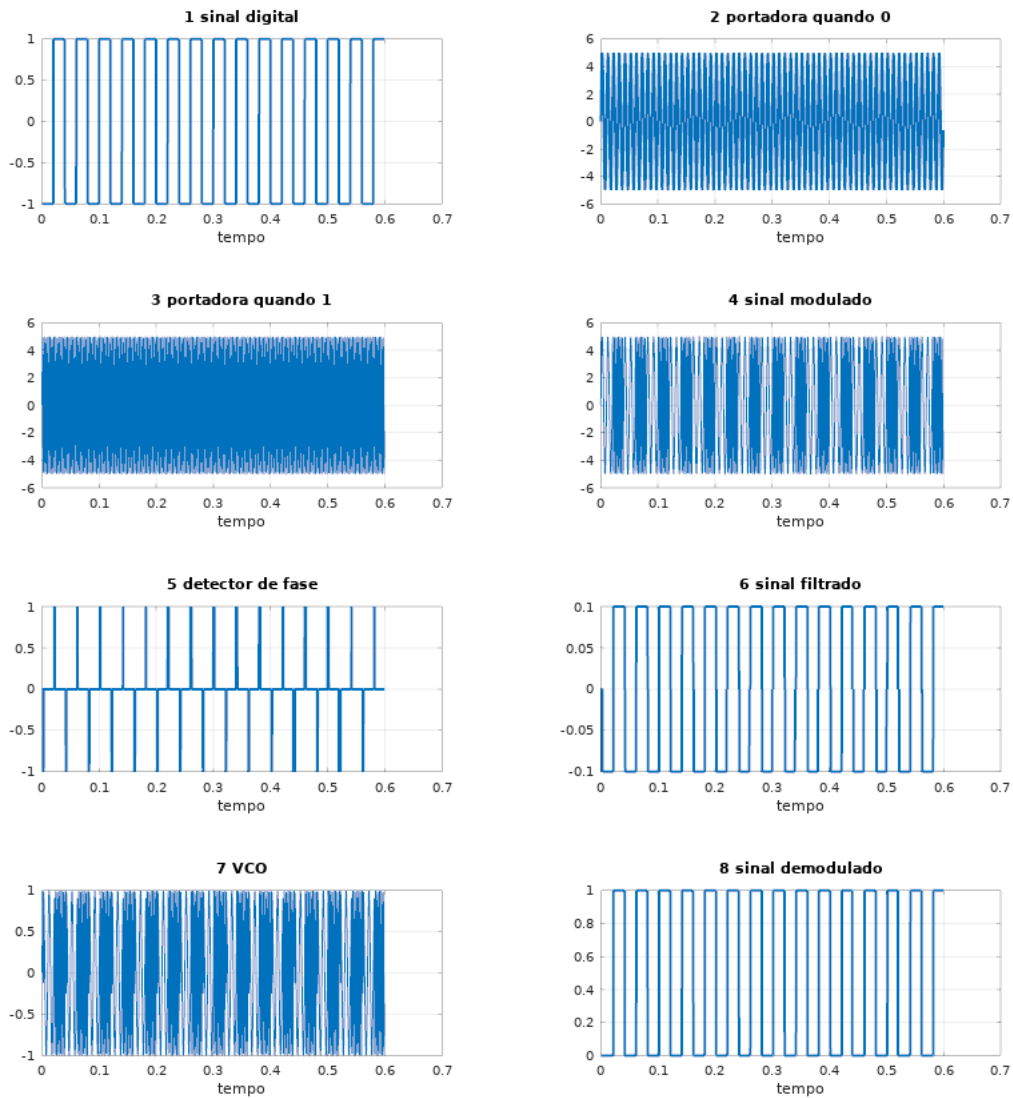 1 sinal digital
1
0.5
0
-0.5
-1
0 0.1 0.2 0.3 0.4 0.5 0.6 0.7
tempo
2 portadora quando 0
6
4
2
0
-2
-4
-6
0 0.1 0.2 0.3 0.4 0.5 0.6 0.7
tempo
3 portadora quando 1
6
4
2
0
-2
-4
-6
0 0.1 0.2 0.3 0.4 0.5 0.6 0.7
tempo
4 sinal modulado
6
4
2
0
-2
-4
-6
0 0.1 0.2 0.3 0.4 0.5 0.6 0.7
tempo
5 detector de fase
1
0.5
0
-0.5
-1
0 0.1 0.2 0.3 0.4 0.5 0.6 0.7
tempo
6 sinal filtrado
0.1
0.05
0
-0.05
-0.1
0 0.1 0.2 0.3 0.4 0.5 0.6 0.7
tempo
7 VCO
1
0.5
0
-0.5
-1
0 0.1 0.2 0.3 0.4 0.5 0.6 0.7
tempo
8 sinal demodulado
1
0.8
0.6
0.4
0.2
0
0 0.1 0.2 0.3 0.4 0.5 0.6 0.7
tempo